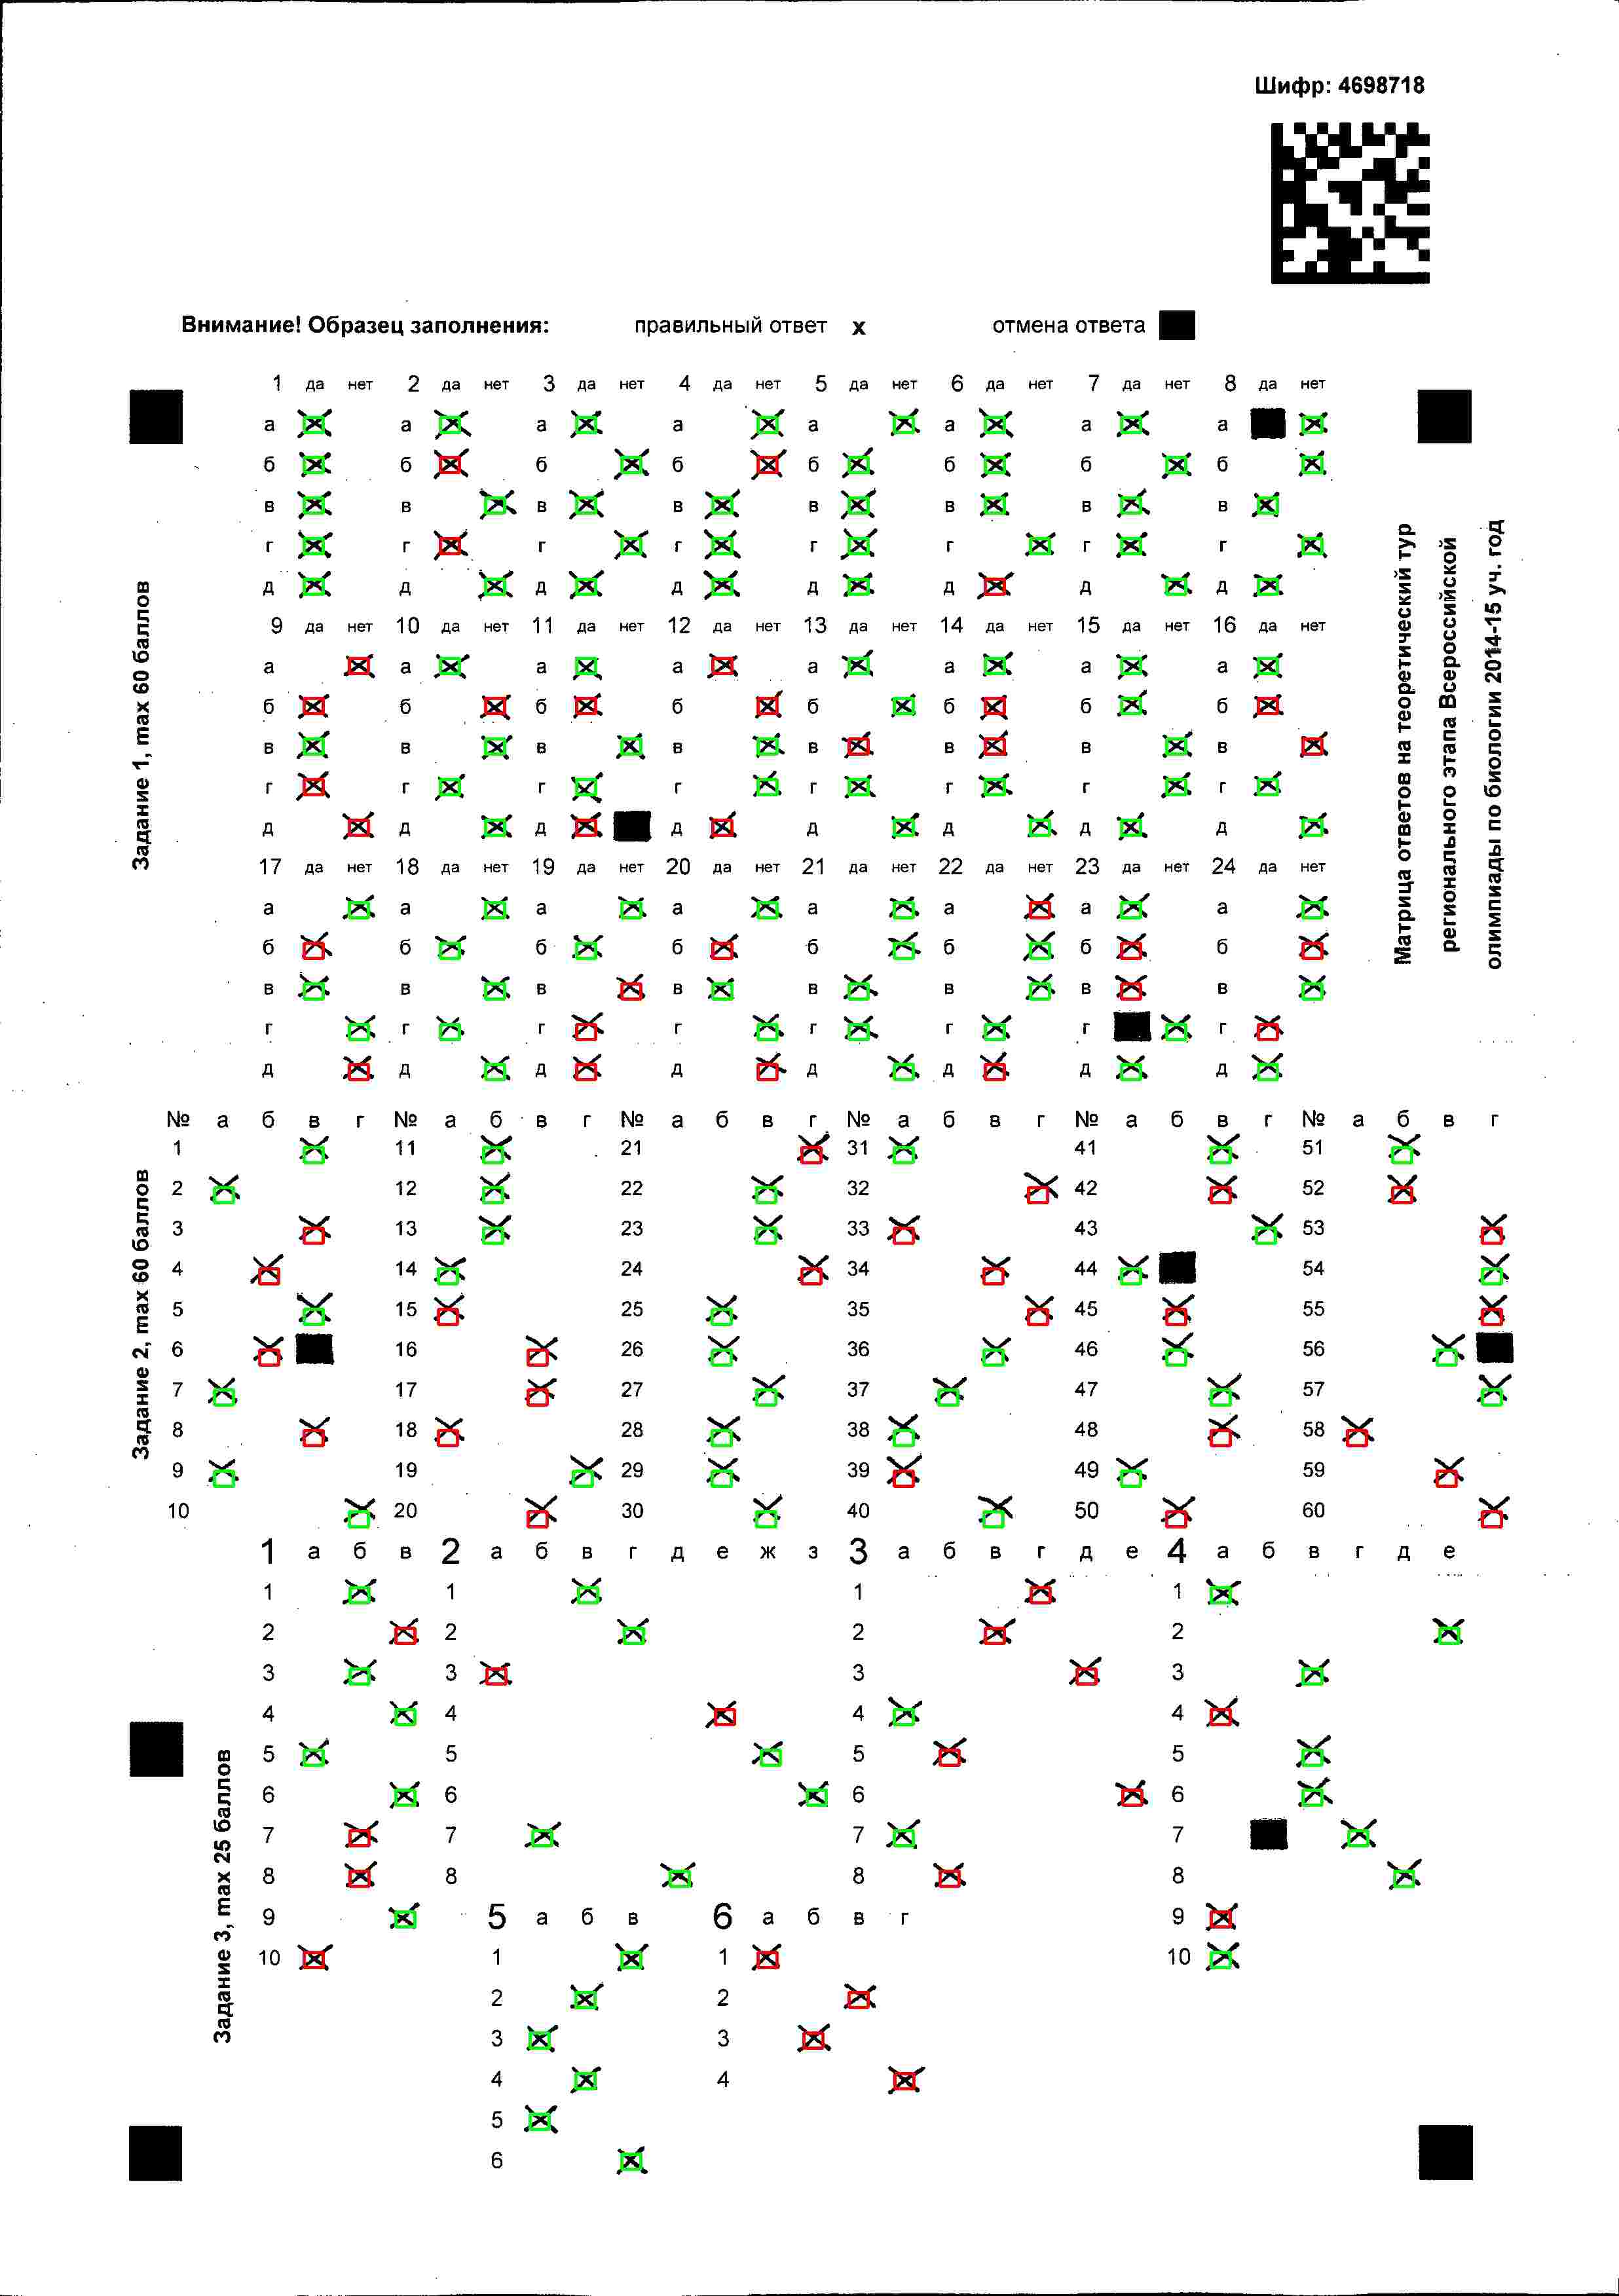 Шифр: 4698718
Внимание! Образец заполнения: правильный ответ х отмена ответа
1 да нет 2 да нет 3 да нет 4 да нет 5 да нет 6 да нет 7 да нет 8 да нет
а а а а а а а а
б б б б б б б б
в в в в в в в в
г г г г г г г г
д д д д д д д д
9 да нет 10 да нет 11 да нет 12 да нет 13 да нет 14 да нет 15 да нет 16 да нет
а а а а а а а а
б б б б б б б б
в в в в в в в в
г г г г г г г г
д д д д д д д д
17 да нет 18 да нет 19 да нет 20 да нет 21 да нет 22 да нет 23 да нет 24 да нет
а а а а а а а а
б б б б б б б б
в в в в в в в в
г г г г г г г г
д д д д д д д д
Задание 1, max 60 баллов
Матрица ответов на теоретический тур
регионального этапа Всероссийской
олимпиады по биологии 2014-15 уч. год
№ а б в г № а б в г № а б в г № а б в г № а б в г № а б в г
1 11 21 31 41 51
2 12 22 32 42 52
3 13 23 33 43 53
4 14 24 34 44 54
5 15 25 35 45 55
6 16 26 36 46 56
7 17 27 37 47 57
8 18 28 38 48 58
9 19 29 39 49 59
10 20 30 40 50 60
Задание 2, max 60 баллов
1 а б в 2 а б в г д е ж з 3 а б в г д е 4 а б в г д е
1 1 1 1
2 2 2 2
3 3 3 3
4 4 4 4
5 5 5 5
6 6 6 6
7 7 7 7
8 8 8 8
9 5 а б в 6 а б в г 9
10 1 1 10
2 2
3 3
4 4
5
6
Задание 3, max 25 баллов